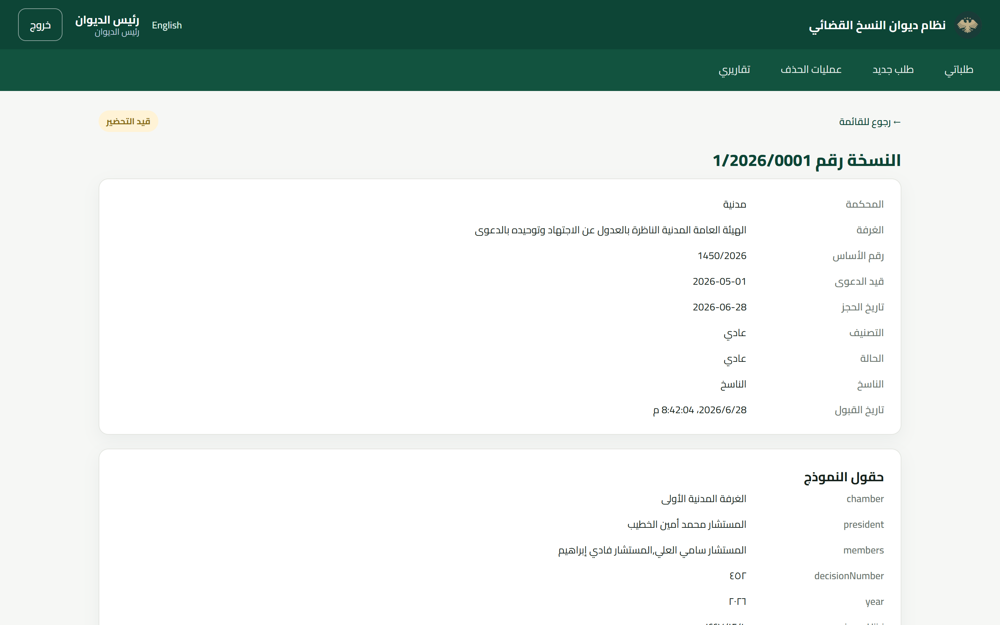 نظام ديوان النسخ القضائي
English
رئيس الديوان
رئيس الديوان
خروج
طلباتي
طلب جديد
عمليات الحذف
تقاريري
← رجوع للقائمة
قيد التحضير
النسخة رقم 1/2026/0001
المحكمة مدنية
الغرفة الهيئة العامة المدنية الناظرة بالعدول عن الاجتهاد وتوحيده بالدعوى
رقم الأساس 1450/2026
قيد الدعوى 2026-05-01
تاريخ الحجز 2026-06-28
التصنيف عادي
الحالة عادي
الناسخ الناسخ
تاريخ القبول 2026/6/28، 8:42:04 م
حقول النموذج
chamber الغرفة المدنية الأولى
president المستشار محمد أمين الخطيب
members المستشار سامي العلي,المستشار فادي إبراهيم
decisionNumber ٤٥٢
year ٢٠٢٦